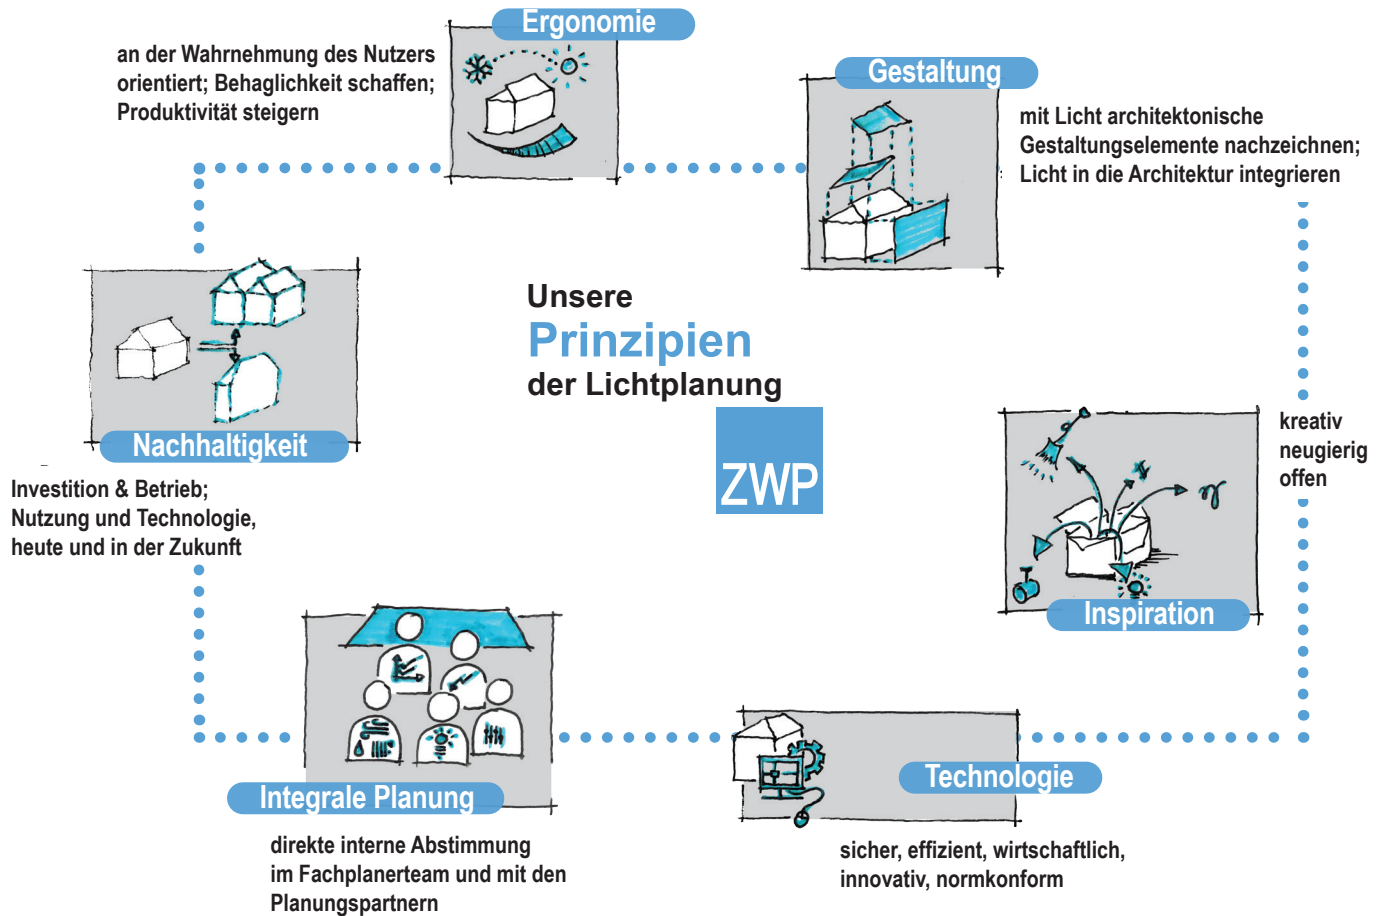 Ergonomie
an der Wahrnehmung des Nutzers
orientiert; Behaglichkeit schaffen;
Produktivität steigern
Gestaltung
mit Licht architektonische
Gestaltungselemente nachzeichnen;
Licht in die Architektur integrieren
Unsere
Prinzipien
der Lichtplanung
ZWP
Nachhaltigkeit
Investition & Betrieb;
Nutzung und Technologie,
heute und in der Zukunft
kreativ
neugierig
offen
Inspiration
Integrale Planung
direkte interne Abstimmung
im Fachplanerteam und mit den
Planungspartnern
Technologie
sicher, effizient, wirtschaftlich,
innovativ, normkonform